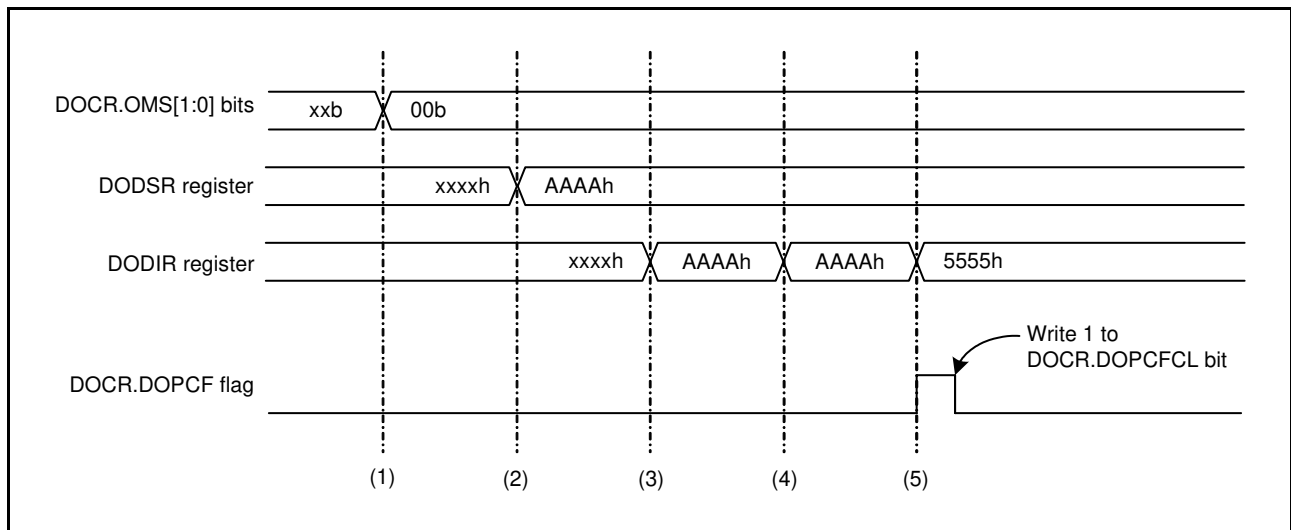 DOCR.OMS[1:0] bits
xxb
00b
DODSR register
xxxxh
AAAAh
DODIR register
xxxxh
AAAAh
AAAAh
5555h
Write 1 to
DOCR.DOPCFCL bit
DOCR.DOPCF flag
(1)
(2)
(3)
(4)
(5)